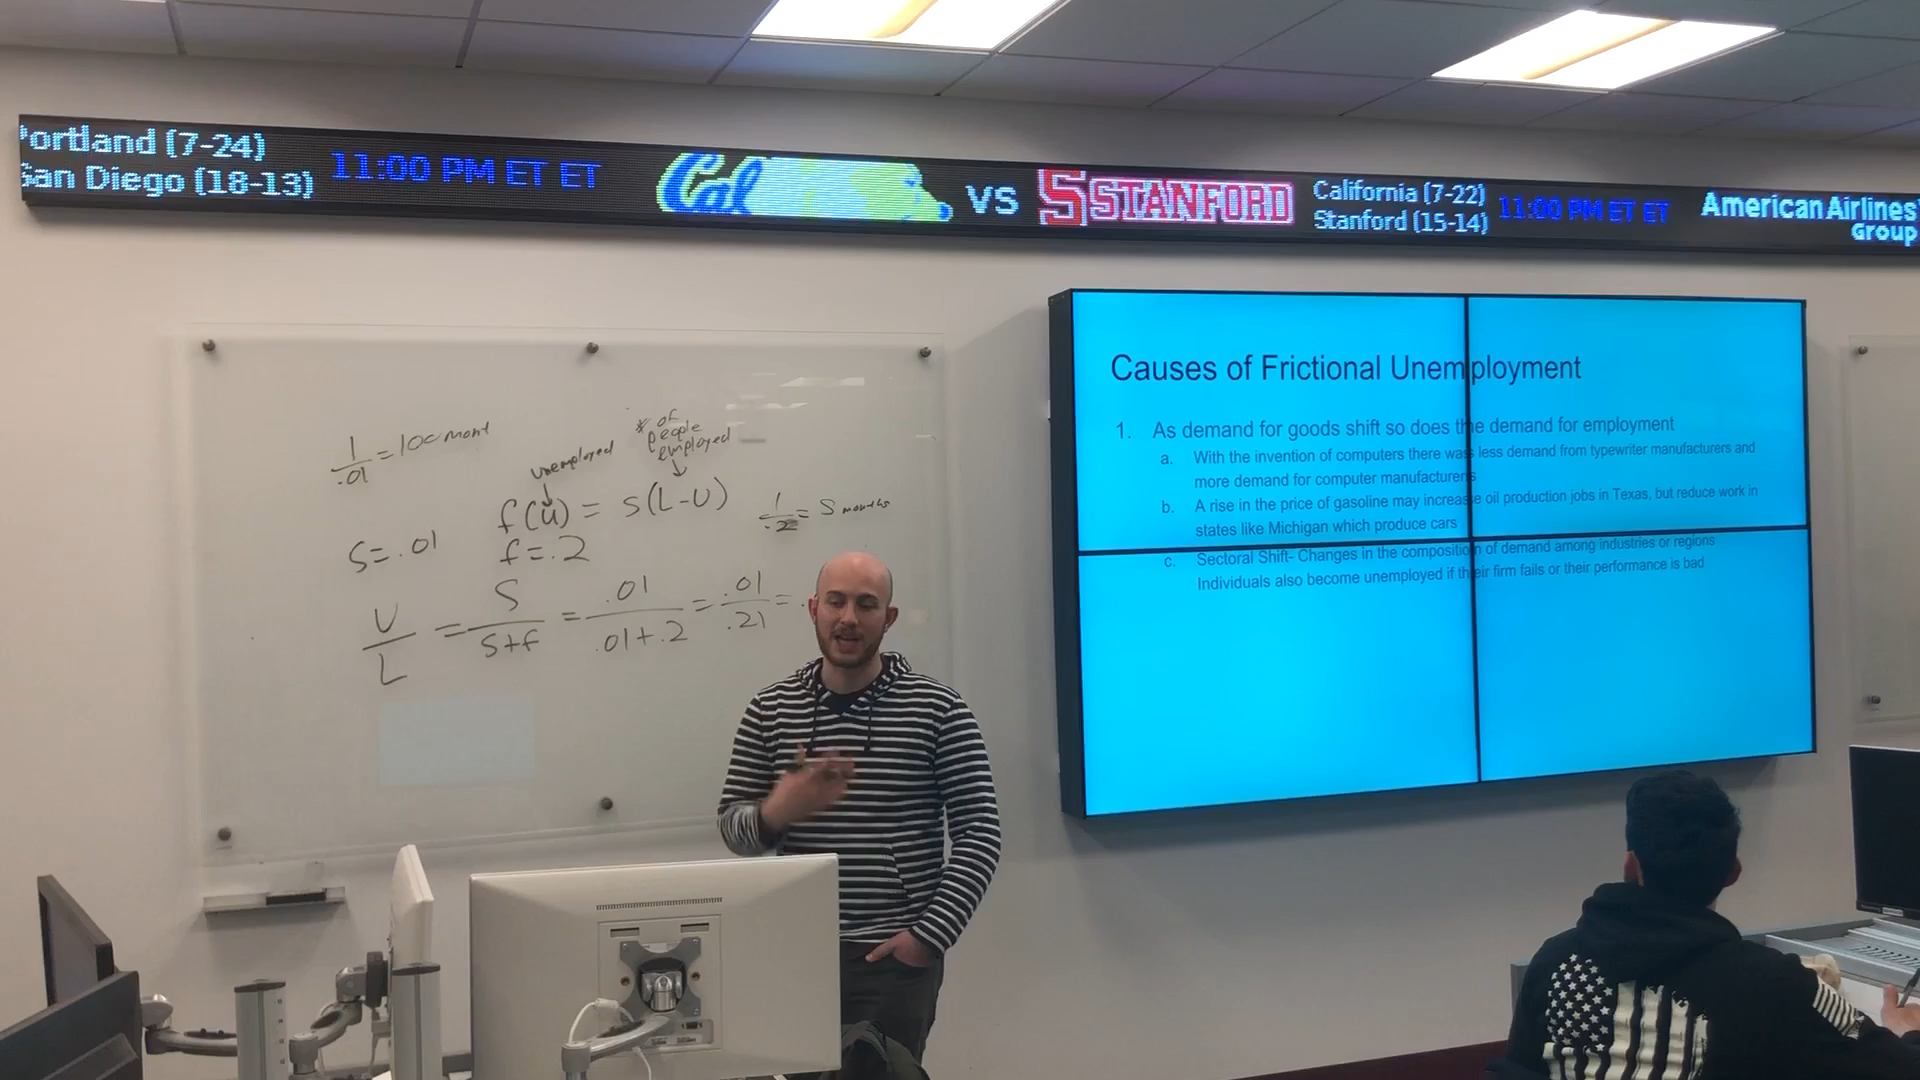 Portland (7-24)
San Diego (18-13)
11:00 PM ET ET
Cal
VS
S STANFORD
California (7-22)
Stanford (15-14)
11:00 PM ET ET
American Airlines
Group
1/.01 = 100 mont
unemployed
# of
people
employed
f(u) = s(L-U)
1/.2 = 5 months
S=.01
f=.2
U/L = S/(S+f) = .01/(.01+.2) = .01/.21 = .
Causes of Frictional Unemployment
1. As demand for goods shift so does the demand for employment
a. With the invention of computers there was less demand from typewriter manufacturers and
more demand for computer manufacturers
b. A rise in the price of gasoline may increase oil production jobs in Texas, but reduce work in
states like Michigan which produce cars
c. Sectoral Shift- Changes in the composition of demand among industries or regions
Individuals also become unemployed if their firm fails or their performance is bad